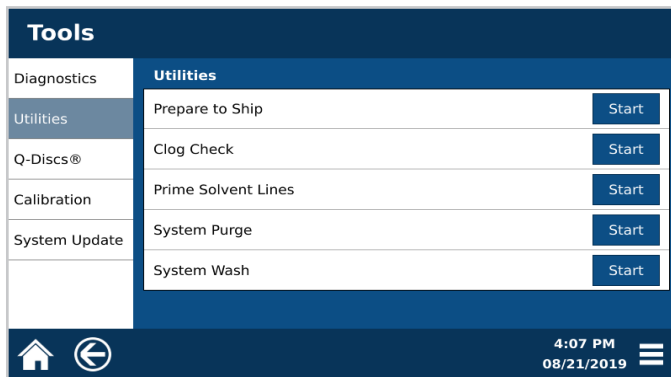 Tools
Diagnostics
Utilities
Q-Discs®
Calibration
System Update
Utilities
Prepare to Ship Start
Clog Check Start
Prime Solvent Lines Start
System Purge Start
System Wash Start
4:07 PM
08/21/2019